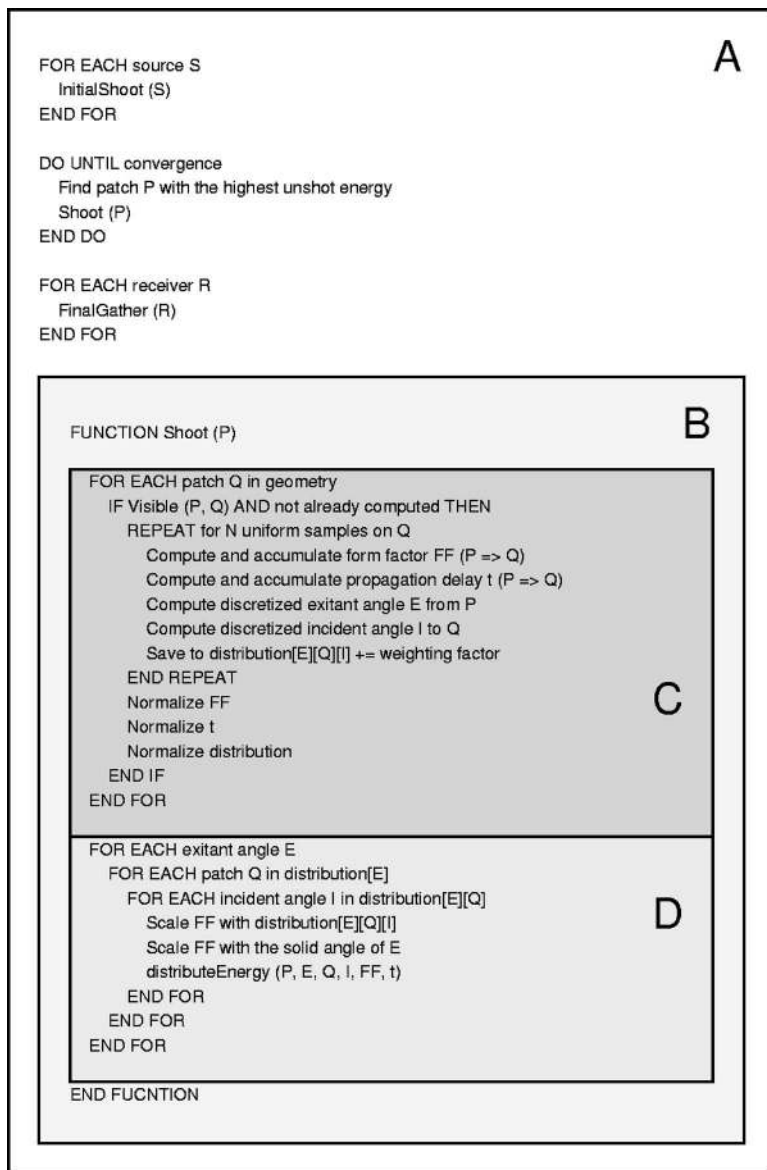 A
FOR EACH source S
InitialShoot (S)
END FOR
DO UNTIL convergence
Find patch P with the highest unshot energy
Shoot (P)
END DO
FOR EACH receiver R
FinalGather (R)
END FOR
B
FUNCTION Shoot (P)
FOR EACH patch Q in geometry
IF Visible (P, Q) AND not already computed THEN
REPEAT for N uniform samples on Q
Compute and accumulate form factor FF (P => Q)
Compute and accumulate propagation delay t (P => Q)
Compute discretized exitant angle E from P
Compute discretized incident angle I to Q
Save to distribution[E][Q][I] += weighting factor
END REPEAT
Normalize FF
C
Normalize t
Normalize distribution
END IF
END FOR
FOR EACH exitant angle E
FOR EACH patch Q in distribution[E]
FOR EACH incident angle I in distribution[E][Q]
D
Scale FF with distribution[E][Q][I]
Scale FF with the solid angle of E
distributeEnergy (P, E, Q, I, FF, t)
END FOR
END FOR
END FOR
END FUCNTION